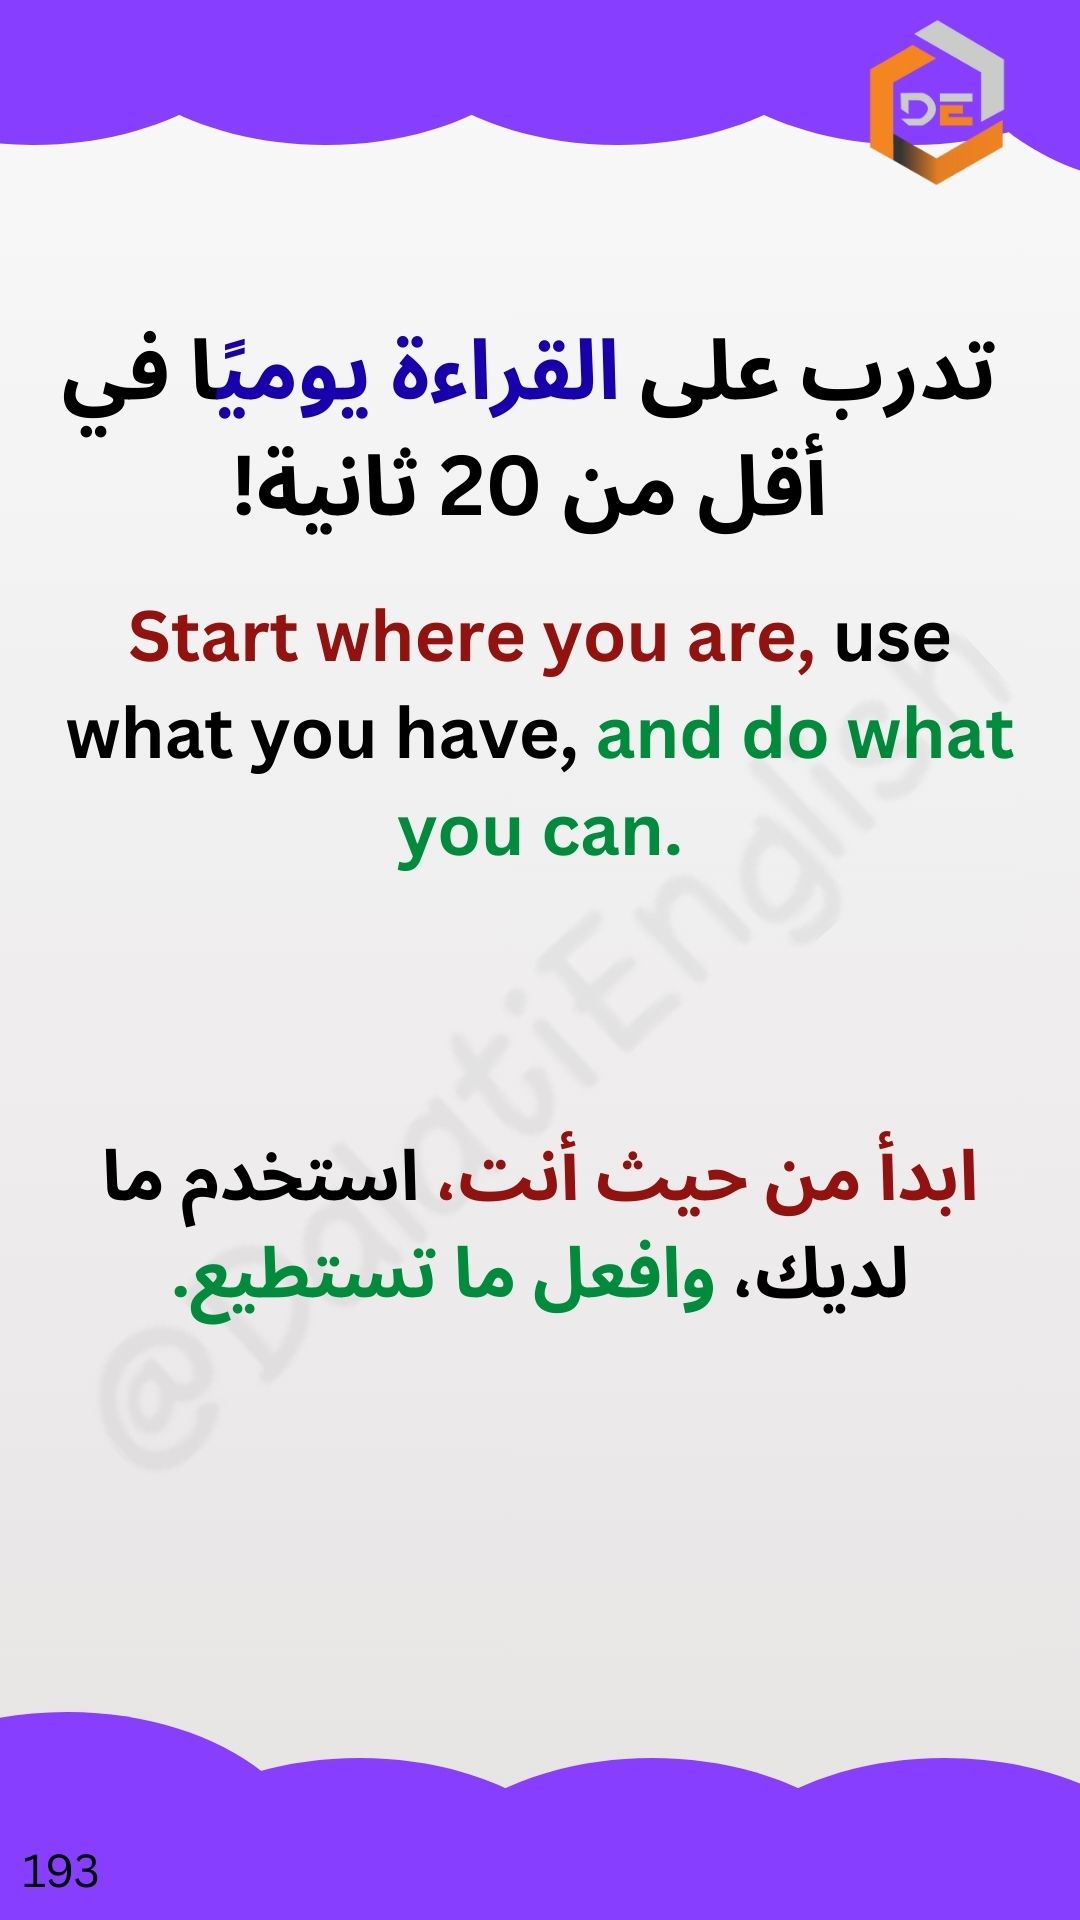 DE
تدرب على القراءة يوميًا في
أقل من 20 ثانية!
Start where you are, use
what you have, and do what
you can.
ابدأ من حيث أنت، استخدم ما
لديك، وافعل ما تستطيع.
@DalatiEnglish
193